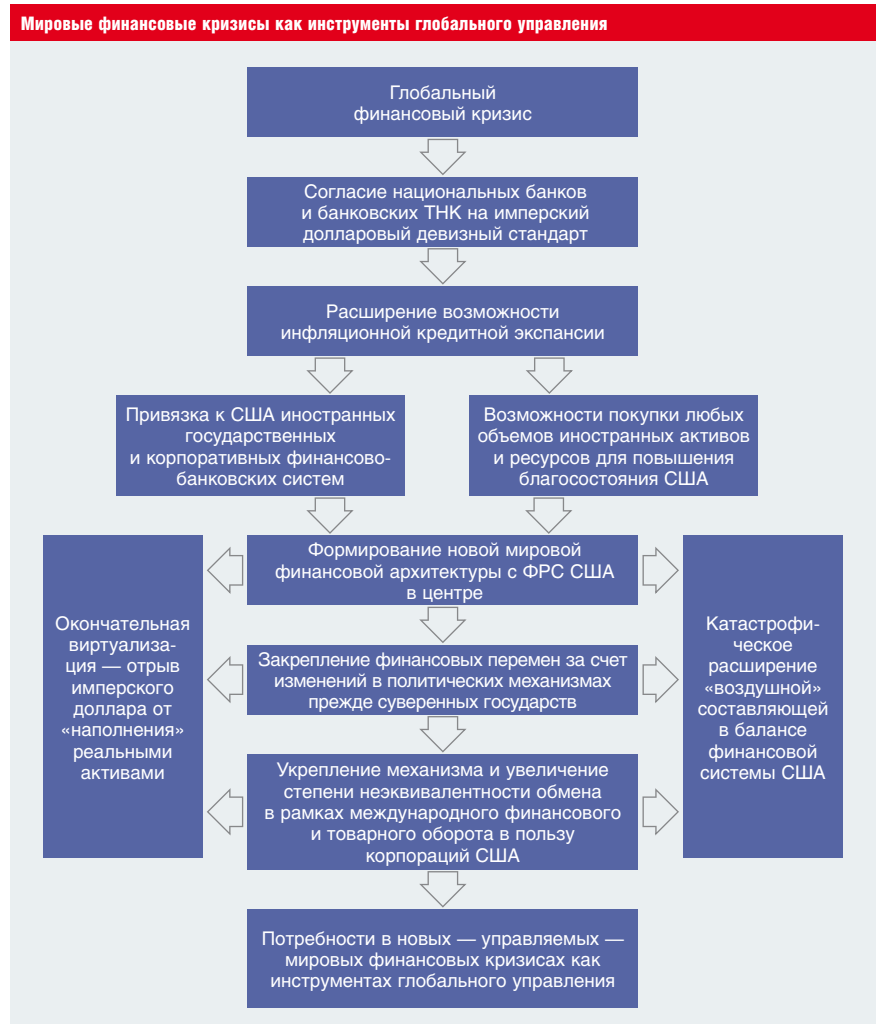 Мировые финансовые кризисы как инструменты глобального управления
Глобальный
финансовый кризис
Согласие национальных банков
и банковских ТНК на имперский
долларовый девизный стандарт
Расширение возможности
инфляционной кредитной экспансии
Привязка к США иностранных
государственных
и корпоративных финансово-
банковских систем
Возможности покупки любых
объемов иностранных активов
и ресурсов для повышения
благосостояния США
Формирование новой мировой
финансовой архитектуры с ФРС США
в центре
Окончательная
виртуализа-
ция — отрыв
имперского
доллара от
«наполнения»
реальными
активами
Закрепление финансовых перемен за счет
изменений в политических механизмах
прежде суверенных государств
Катастрофи-
ческое
расширение
«воздушной»
составляющей
в балансе
финансовой
системы США
Укрепление механизма и увеличение
степени неэквивалентности обмена
в рамках международного финансового
и товарного оборота в пользу
корпораций США
Потребности в новых — управляемых —
мировых финансовых кризисах как
инструментах глобального управления